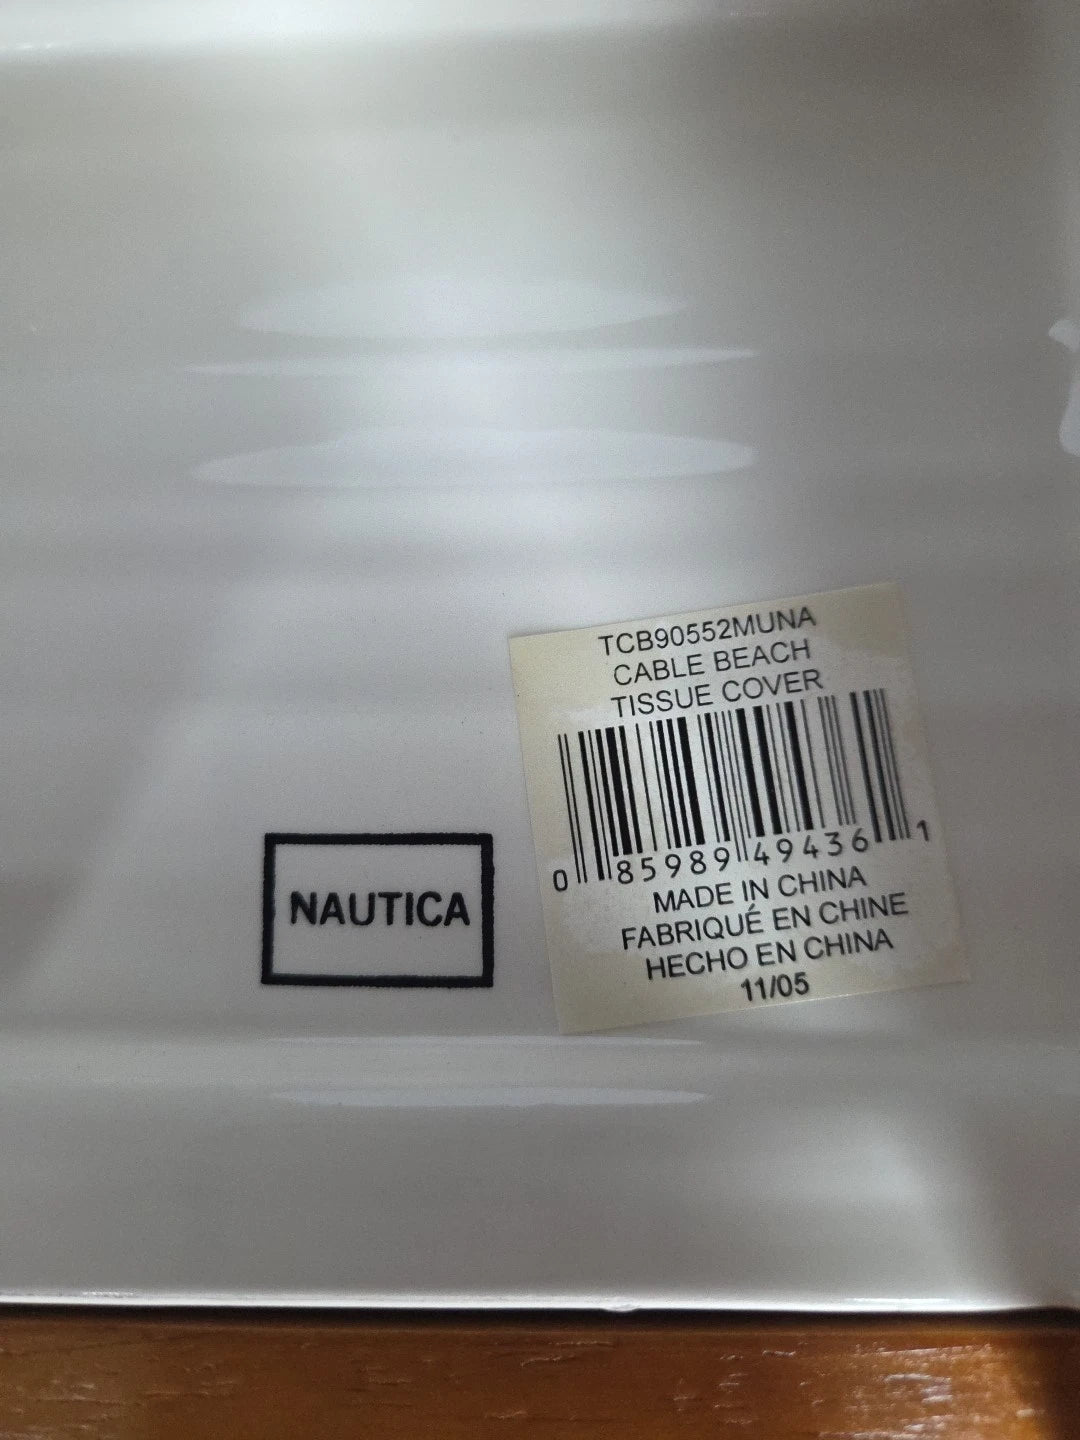 NAUTICA
TCB90552MUNA
CABLE BEACH
TISSUE COVER
0 85989 49436 1
MADE IN CHINA
FABRIQUÉ EN CHINE
HECHO EN CHINA
11/05